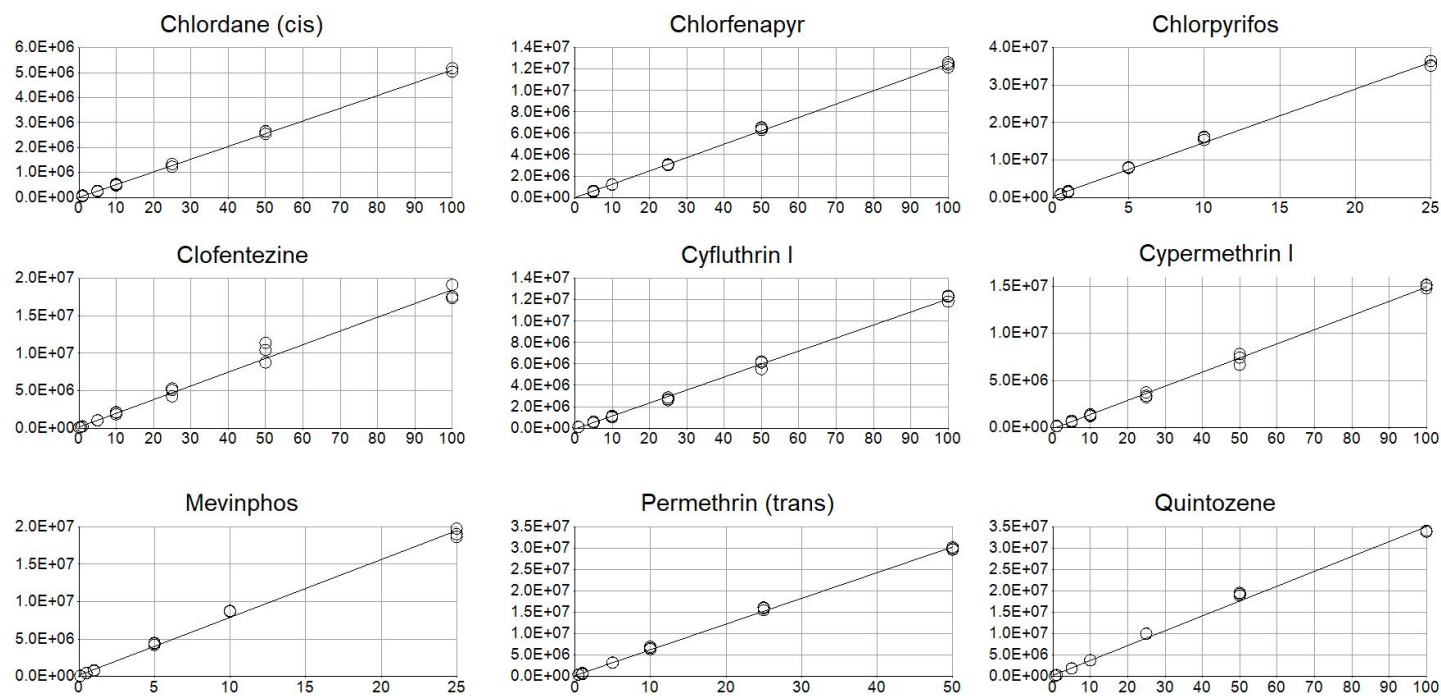 Chlordane (cis)
6.0E+06
5.0E+06
4.0E+06
3.0E+06
2.0E+06
1.0E+06
0.0E+00
0 10 20 30 40 50 60 70 80 90 100
Chlorfenapyr
1.4E+07
1.2E+07
1.0E+07
8.0E+06
6.0E+06
4.0E+06
2.0E+06
0.0E+00
0 10 20 30 40 50 60 70 80 90 100
Chlorpyrifos
4.0E+07
3.0E+07
2.0E+07
1.0E+07
0.0E+00
0 5 10 15 20 25
Clofentezine
2.0E+07
1.5E+07
1.0E+07
5.0E+06
0.0E+00
0 10 20 30 40 50 60 70 80 90 100
Cyfluthrin I
1.4E+07
1.2E+07
1.0E+07
8.0E+06
6.0E+06
4.0E+06
2.0E+06
0.0E+00
0 10 20 30 40 50 60 70 80 90 100
Cypermethrin I
1.5E+07
1.0E+07
5.0E+06
0.0E+00
0 10 20 30 40 50 60 70 80 90 100
Mevinphos
2.0E+07
1.5E+07
1.0E+07
5.0E+06
0.0E+00
0 5 10 15 20 25
Permethrin (trans)
3.5E+07
3.0E+07
2.5E+07
2.0E+07
1.5E+07
1.0E+07
5.0E+06
0.0E+00
0 10 20 30 40 50
Quintozene
3.5E+07
3.0E+07
2.5E+07
2.0E+07
1.5E+07
1.0E+07
5.0E+06
0.0E+00
0 10 20 30 40 50 60 70 80 90 100